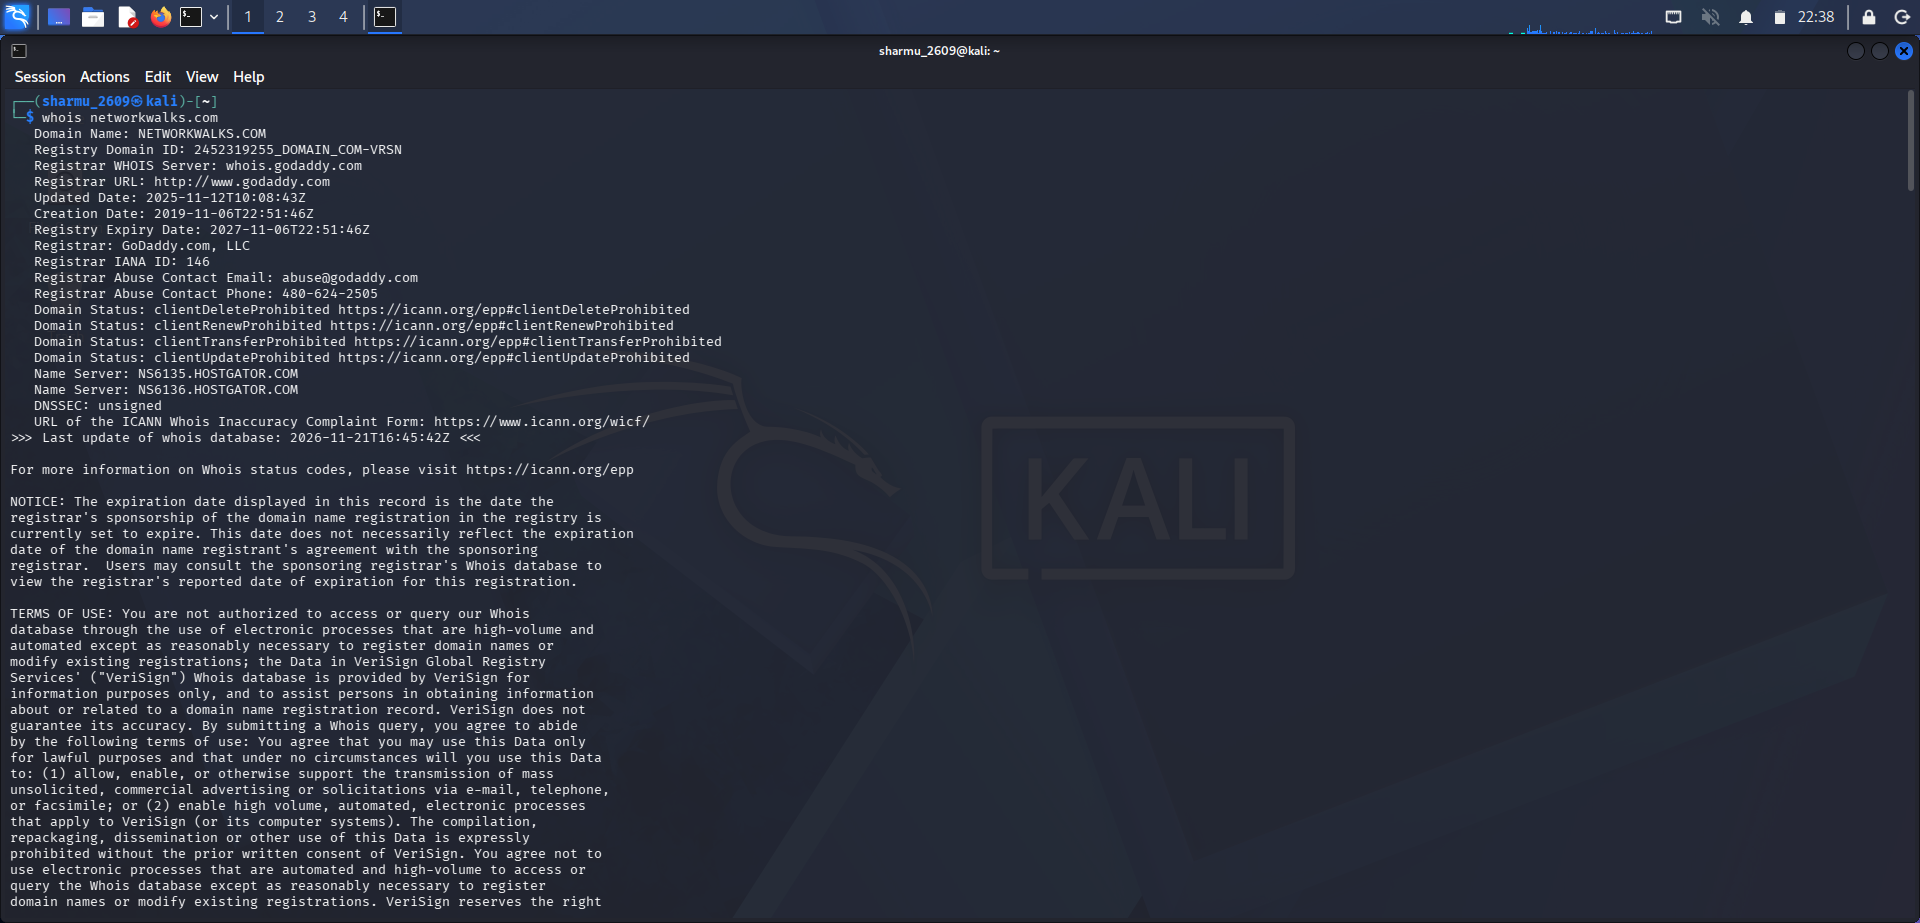 1 2 3 4
22:38
sharmu_2609@kali: ~
Session Actions Edit View Help
(sharmu_2609㉿kali)-[~]
$ whois networkwalks.com
Domain Name: NETWORKWALKS.COM
Registry Domain ID: 2452319255_DOMAIN_COM-VRSN
Registrar WHOIS Server: whois.godaddy.com
Registrar URL: http://www.godaddy.com
Updated Date: 2025-11-12T10:08:43Z
Creation Date: 2019-11-06T22:51:46Z
Registry Expiry Date: 2027-11-06T22:51:46Z
Registrar: GoDaddy.com, LLC
Registrar IANA ID: 146
Registrar Abuse Contact Email: abuse@godaddy.com
Registrar Abuse Contact Phone: 480-624-2505
Domain Status: clientDeleteProhibited https://icann.org/epp#clientDeleteProhibited
Domain Status: clientRenewProhibited https://icann.org/epp#clientRenewProhibited
Domain Status: clientTransferProhibited https://icann.org/epp#clientTransferProhibited
Domain Status: clientUpdateProhibited https://icann.org/epp#clientUpdateProhibited
Name Server: NS6135.HOSTGATOR.COM
Name Server: NS6136.HOSTGATOR.COM
DNSSEC: unsigned
URL of the ICANN Whois Inaccuracy Complaint Form: https://www.icann.org/wicf/
>>> Last update of whois database: 2026-11-21T16:45:42Z <<<
For more information on Whois status codes, please visit https://icann.org/epp
NOTICE: The expiration date displayed in this record is the date the
registrar's sponsorship of the domain name registration in the registry is
currently set to expire. This date does not necessarily reflect the expiration
date of the domain name registrant's agreement with the sponsoring
registrar.  Users may consult the sponsoring registrar's Whois database to
view the registrar's reported date of expiration for this registration.
TERMS OF USE: You are not authorized to access or query our Whois
database through the use of electronic processes that are high-volume and
automated except as reasonably necessary to register domain names or
modify existing registrations; the Data in VeriSign Global Registry
Services' ("VeriSign") Whois database is provided by VeriSign for
information purposes only, and to assist persons in obtaining information
about or related to a domain name registration record. VeriSign does not
guarantee its accuracy. By submitting a Whois query, you agree to abide
by the following terms of use: You agree that you may use this Data only
for lawful purposes and that under no circumstances will you use this Data
to: (1) allow, enable, or otherwise support the transmission of mass
unsolicited, commercial advertising or solicitations via e-mail, telephone,
or facsimile; or (2) enable high volume, automated, electronic processes
that apply to VeriSign (or its computer systems). The compilation,
repackaging, dissemination or other use of this Data is expressly
prohibited without the prior written consent of VeriSign. You agree not to
use electronic processes that are automated and high-volume to access or
query the Whois database except as reasonably necessary to register
domain names or modify existing registrations. VeriSign reserves the right
KALI